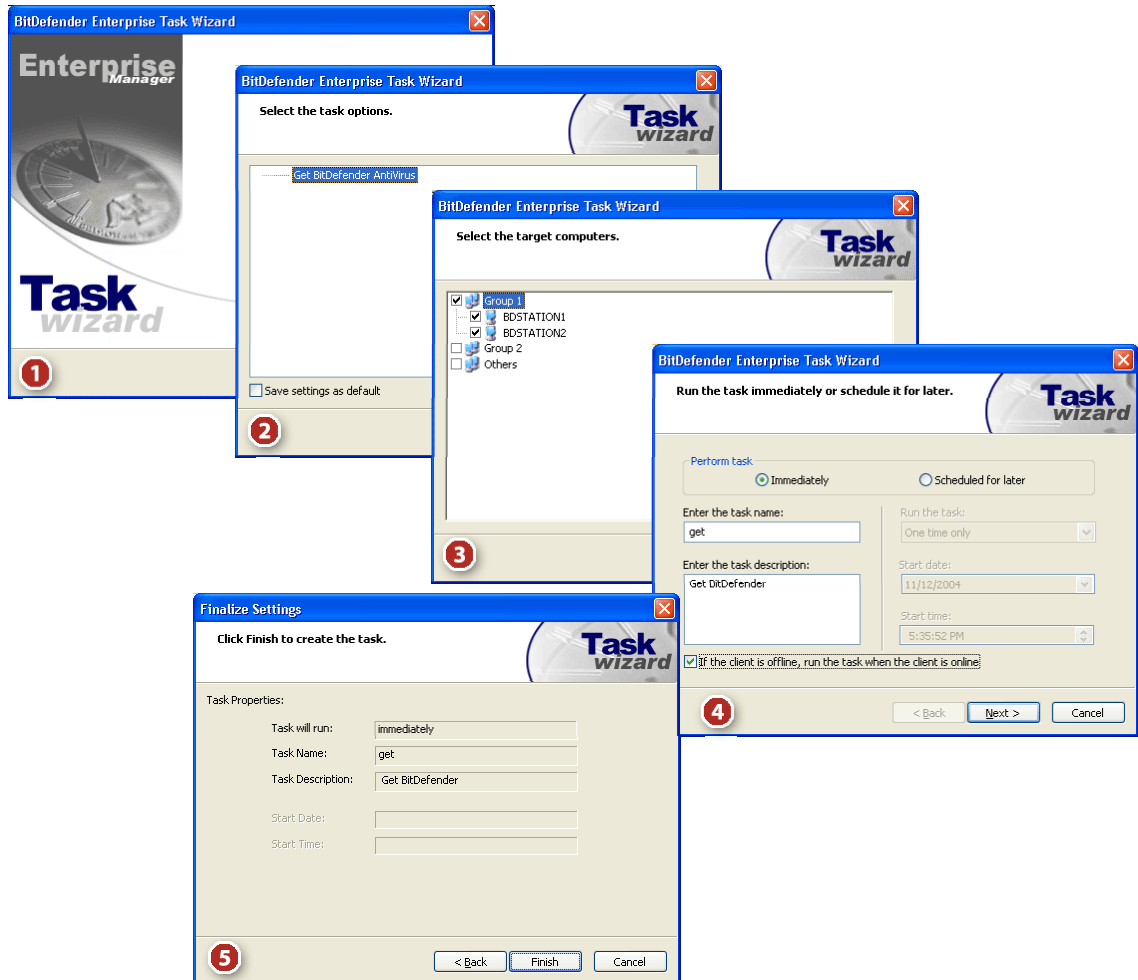 BitDefender Enterprise Task Wizard
Enterprise
Manager
Task
wizard
1
BitDefender Enterprise Task Wizard
Select the task options.
Task
wizard
Get BitDefender AntiVirus
Save settings as default
2
BitDefender Enterprise Task Wizard
Select the target computers.
Task
wizard
Group 1
BDSTATION1
BDSTATION2
Group 2
Others
3
BitDefender Enterprise Task Wizard
Run the task immediately or schedule it for later.
Task
wizard
Perform task
Immediately
Scheduled for later
Enter the task name:
get
Enter the task description:
Get BitDefender
Run the task:
One time only
Start date:
11/12/2004
Start time:
5:35:52 PM
If the client is offline, run the task when the client is online
4
< Back
Next >
Cancel
Finalize Settings
Click Finish to create the task.
Task
wizard
Task Properties:
Task will run: immediately
Task Name: get
Task Description: Get BitDefender
Start Date:
Start Time:
5
< Back
Finish
Cancel